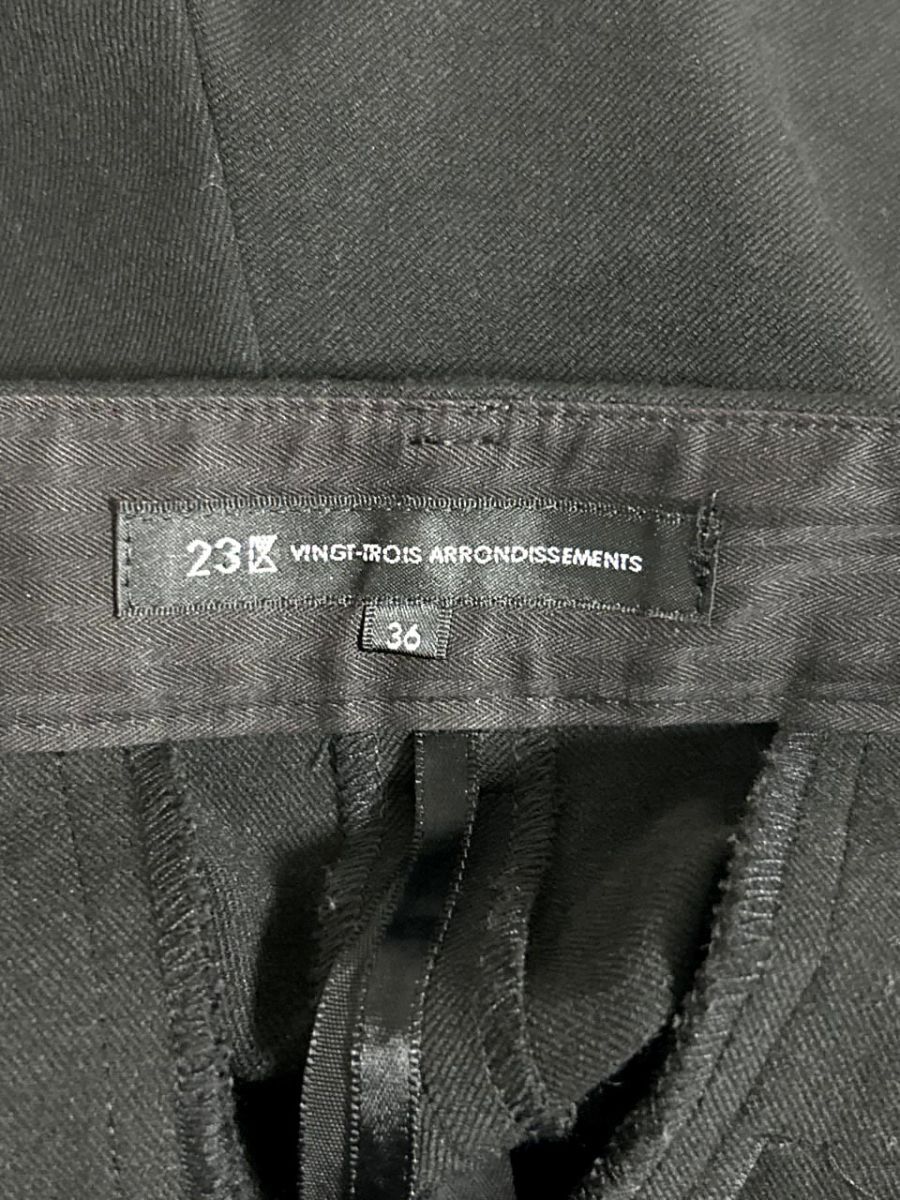 23区 VINGT-TROIS ARRONDISSEMENTS
36